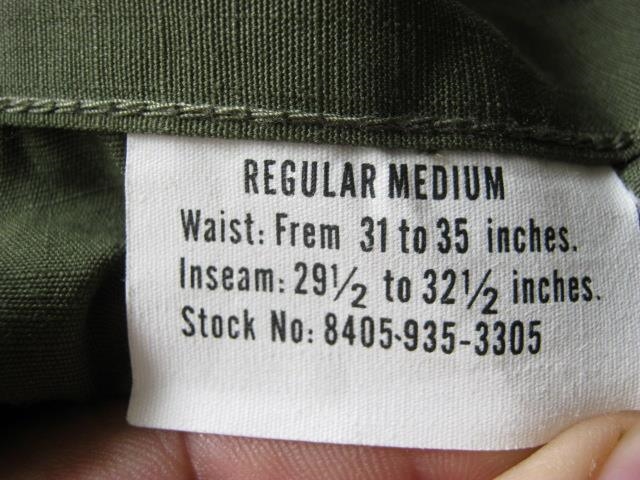 REGULAR MEDIUM
Waist: Frem 31 to 35 inches.
Inseam: 29½ to 32½ inches.
Stock No: 8405-935-3305